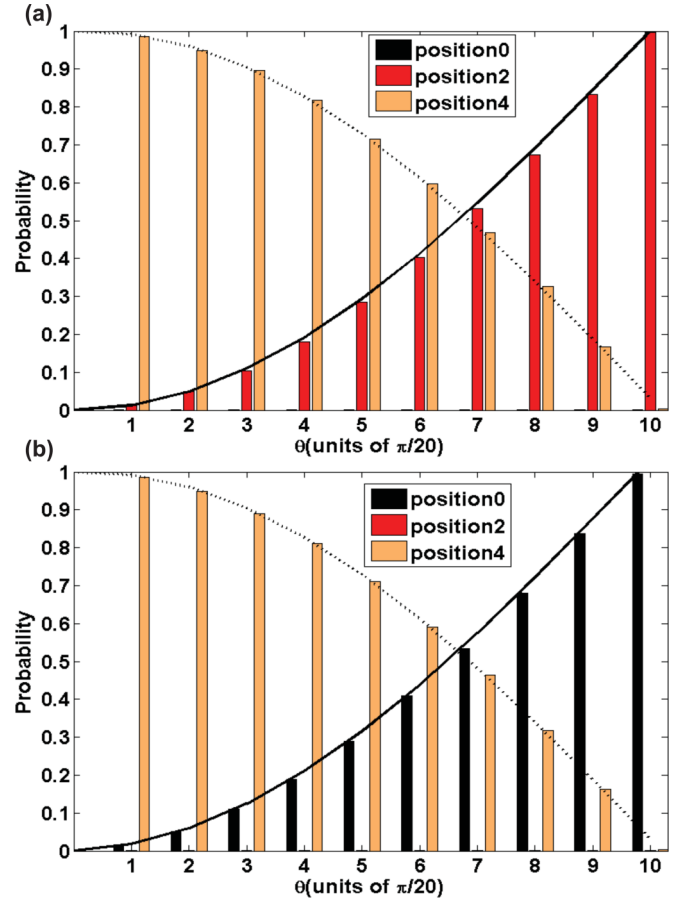 (a)
Probability
1
0.9
0.8
0.7
0.6
0.5
0.4
0.3
0.2
0.1
0
position0
position2
position4
1 2 3 4 5 6 7 8 9 10
θ(units of π/20)
(b)
Probability
1
0.9
0.8
0.7
0.6
0.5
0.4
0.3
0.2
0.1
0
position0
position2
position4
1 2 3 4 5 6 7 8 9 10
θ(units of π/20)